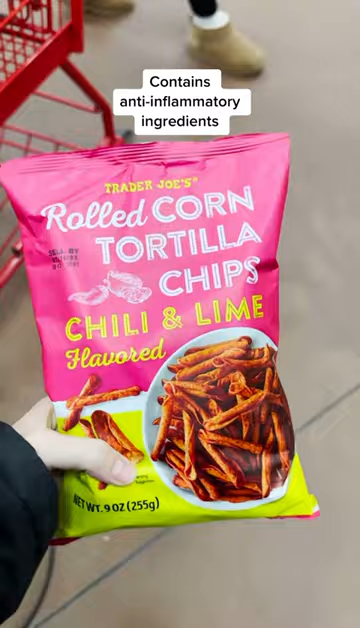 Contains
anti-inflammatory
ingredients
TRADER JOE'S®
Rolled CORN
TORTILLA
CHIPS
CHILI & LIME
Flavored
NET WT. 9 OZ (255g)